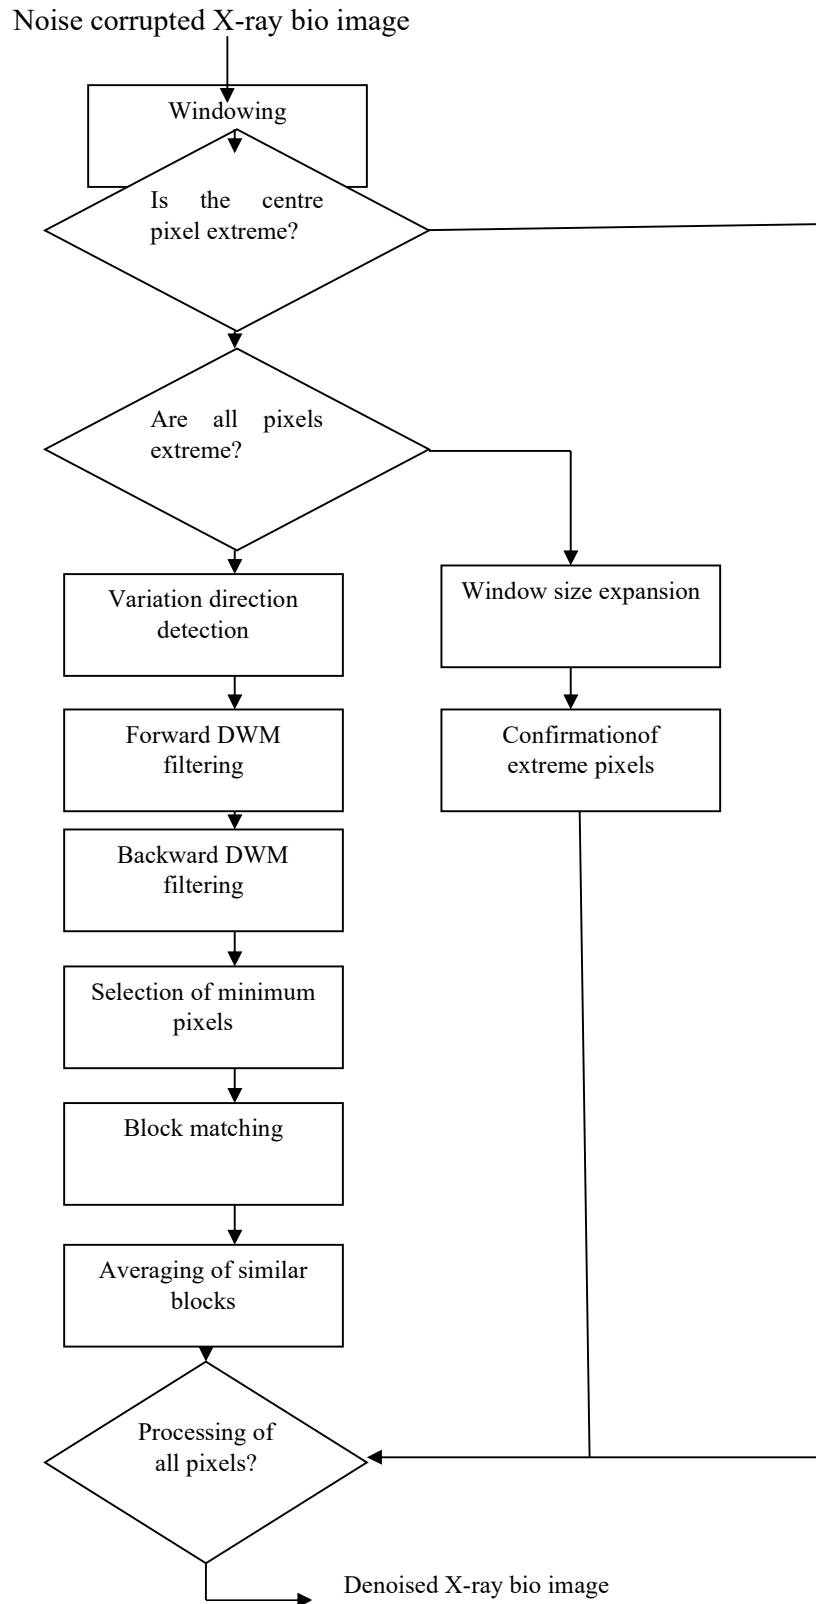 Noise corrupted X-ray bio image
Windowing
Is the centre
pixel extreme?
Are all pixels
extreme?
Variation direction
detection
Window size expansion
Forward DWM
filtering
Confirmationof
extreme pixels
Backward DWM
filtering
Selection of minimum
pixels
Block matching
Averaging of similar
blocks
Processing of
all pixels?
Denoised X-ray bio image